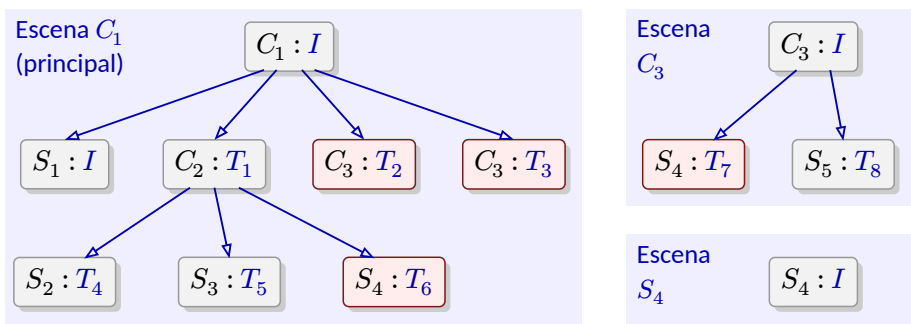 Escena C₁
(principal)
C₁ : I
S₁ : I
C₂ : T₁
C₃ : T₂
C₃ : T₃
S₂ : T₄
S₃ : T₅
S₄ : T₆
Escena
C₃
C₃ : I
S₄ : T₇
S₅ : T₈
Escena
S₄
S₄ : I